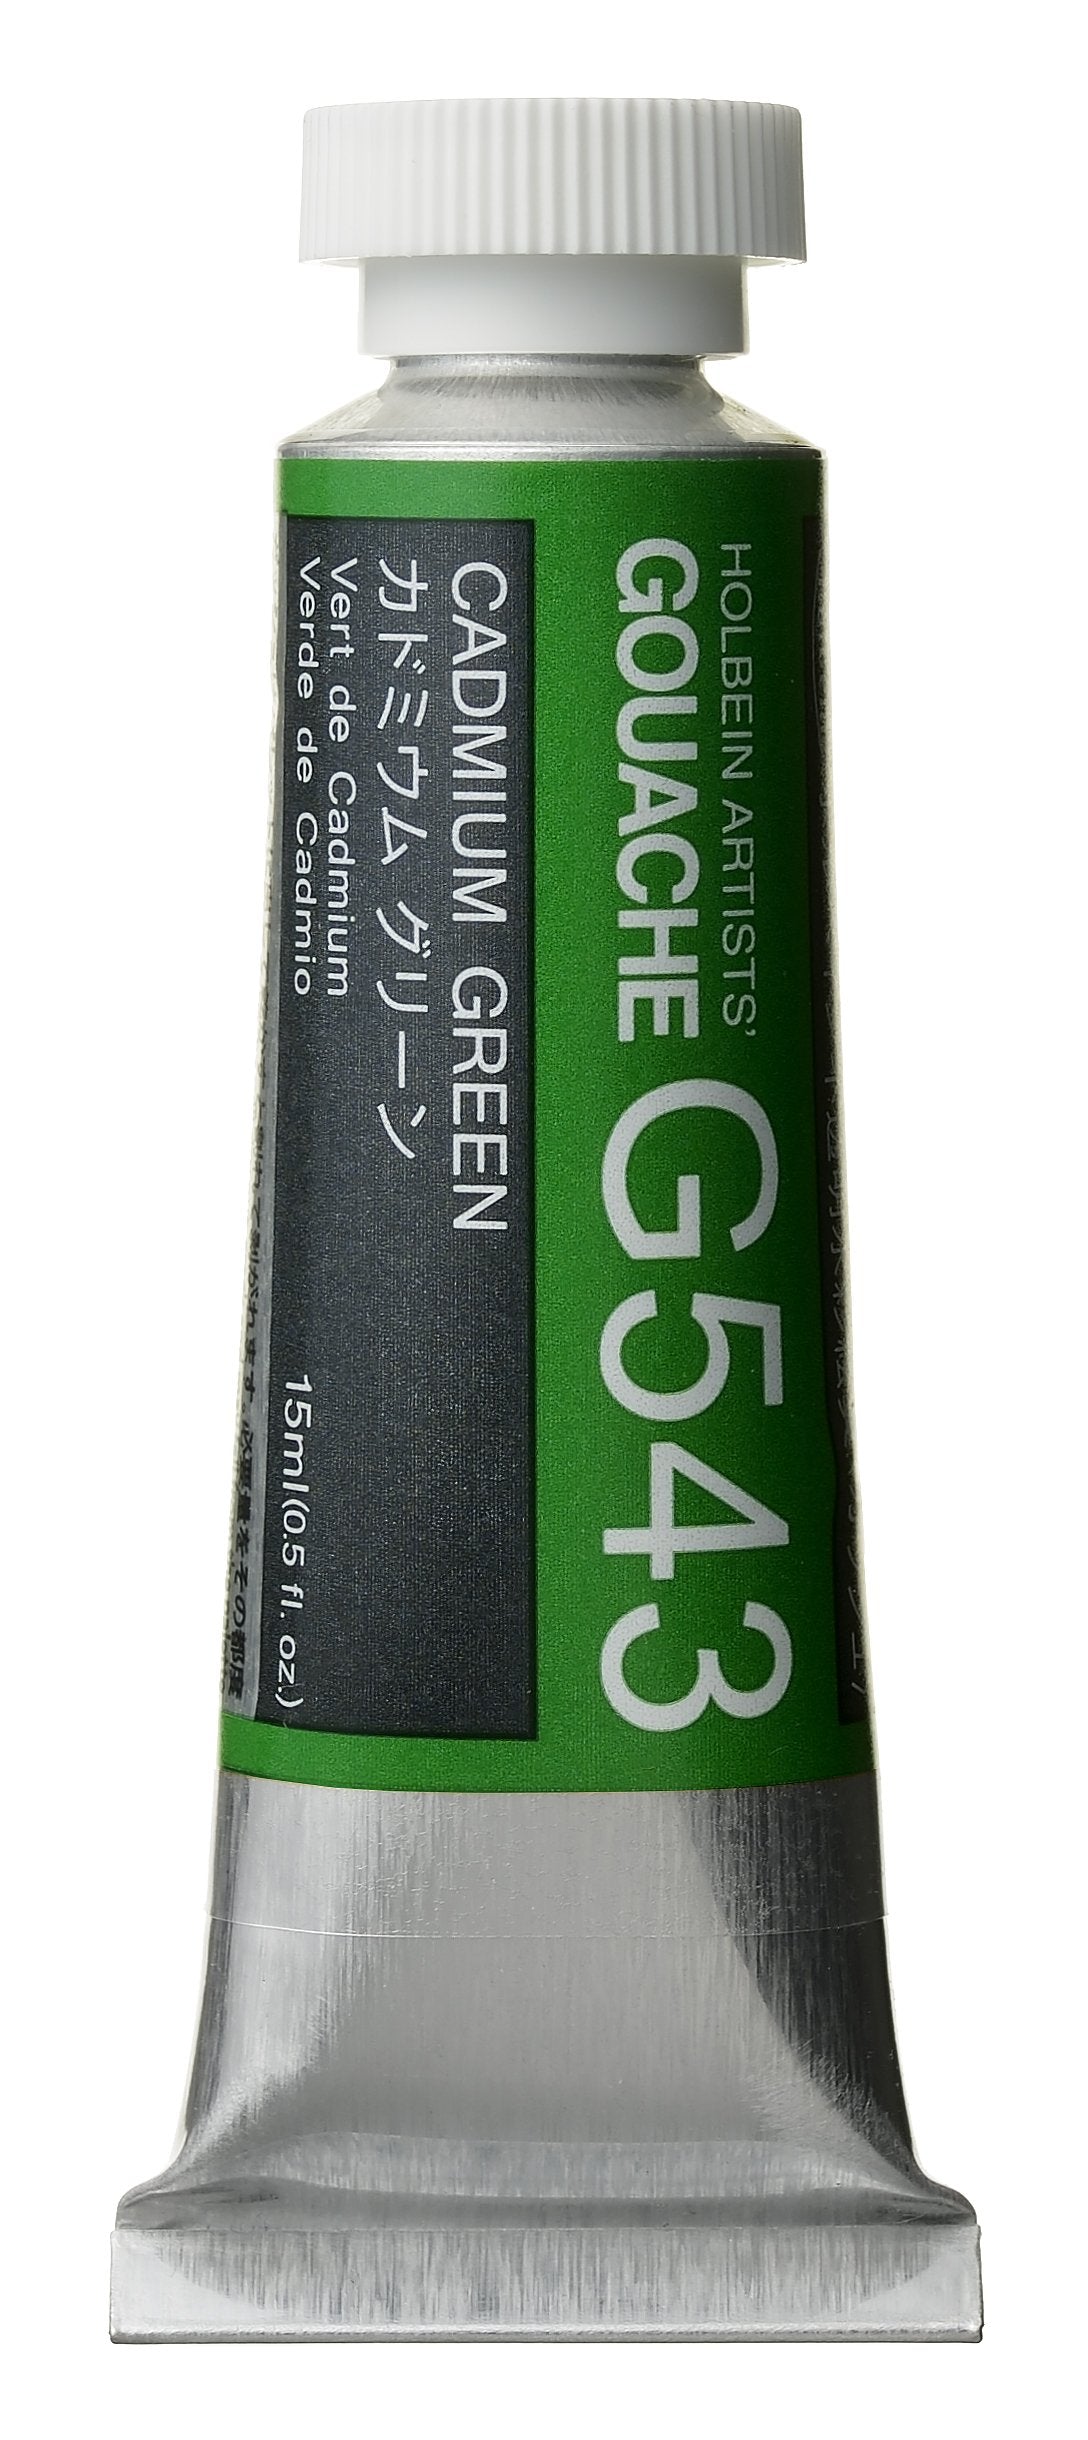 HOLBEIN ARTISTS'
GOUACHE G543
CADMIUM GREEN
カドミウム グリーン
Vert de Cadmium
Verde de Cadmio
15ml(0.5 fl. oz.)